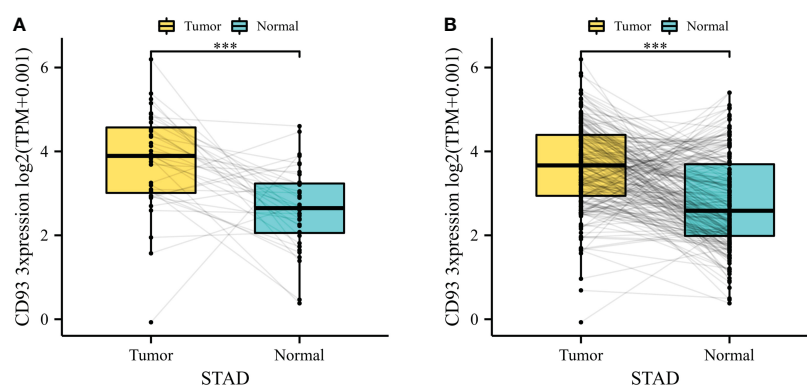 A
Tumor Normal
***
CD93 3xpression log2(TPM+0.001)
6
4
2
0
Tumor Normal
STAD
B
Tumor Normal
***
CD93 3xpression log2(TPM+0.001)
6
4
2
0
Tumor Normal
STAD